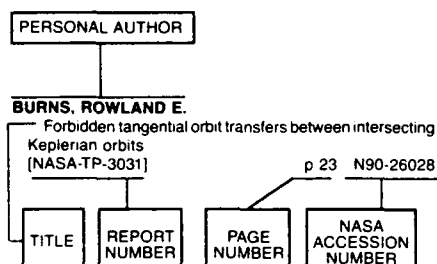 PERSONAL AUTHOR
BURNS, ROWLAND E.
Forbidden tangential orbit transfers between intersecting
Keplerian orbits
[NASA-TP-3031] p 23 N90-26028
TITLE
REPORT
NUMBER
PAGE
NUMBER
NASA
ACCESSION
NUMBER